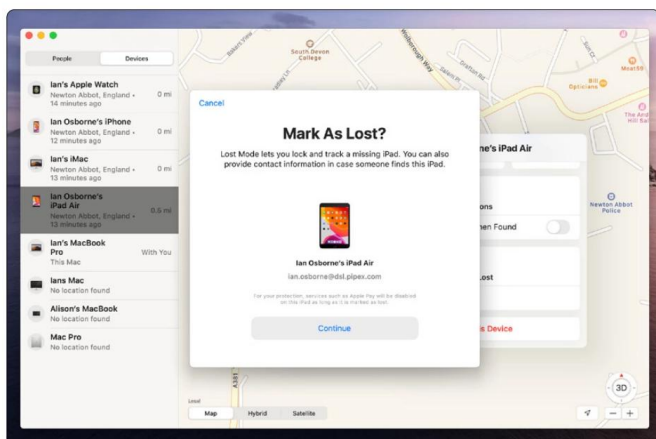 People
Devices
Ian's Apple Watch
Newton Abbot, England •
14 minutes ago
0 mi
Ian Osborne's iPhone
Newton Abbot, England •
12 minutes ago
0 mi
Ian's iMac
Newton Abbot, England •
13 minutes ago
0 mi
Ian Osborne's
iPad Air
Newton Abbot, England •
13 minutes ago
0.5 mi
Ian's MacBook
Pro
This Mac
With You
Ians Mac
No location found
Alison's MacBook
No location found
Mac Pro
No location found
South Devon
College
Cancel
Mark As Lost?
Lost Mode lets you lock and track a missing iPad. You can also
provide contact information in case someone finds this iPad.
Ian Osborne's iPad Air
ian.osborne@dsl.pipex.com
For your protection, services such as Apple Pay will be disabled
on this iPad as long as it is marked as lost.
Continue
ne's iPad Air
ons
hen Found
Lost
s Device
Bill
Opticians
Newton Abbot
Police
A381
Map
Hybrid
Satellite
3D